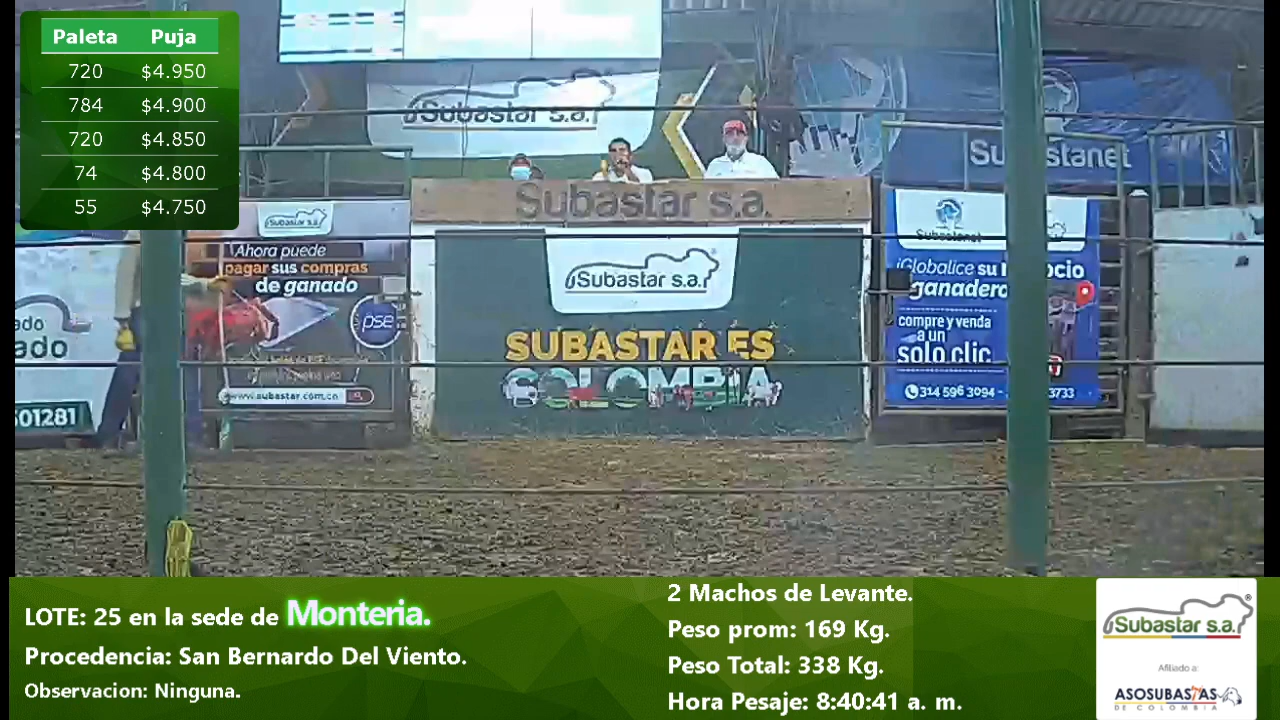 Paleta Puja
720 $4.950
784 $4.900
720 $4.850
74 $4.800
55 $4.750
Subastar s.a.
Subastanet
Subastar s.a.
Subastar s.a.
Ahora puede
pagar sus compras
de ganado
pse
www.subastar.com.co
ado
501281
Subastar s.a.
SUBASTAR ES
COLOMBIA
Subastanet
¡Globalice su negocio
ganadero
compre y venda
a un
solo clic
314 596 3094 - 3733
LOTE: 25 en la sede de Monteria.
Procedencia: San Bernardo Del Viento.
Observacion: Ninguna.
2 Machos de Levante.
Peso prom: 169 Kg.
Peso Total: 338 Kg.
Hora Pesaje: 8:40:41 a. m.
Subastar s.a.®
Afiliado a:
ASOSUBASTAS
DE COLOMBIA